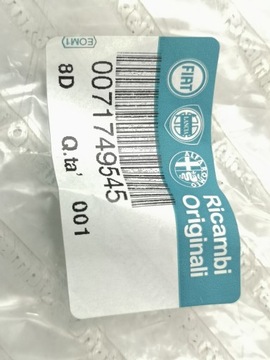 Ricambi
Originali
FIAT
LANCIA
ALFA ROMEO
0071749545
(EOM1)
8D
Q.ta' 001